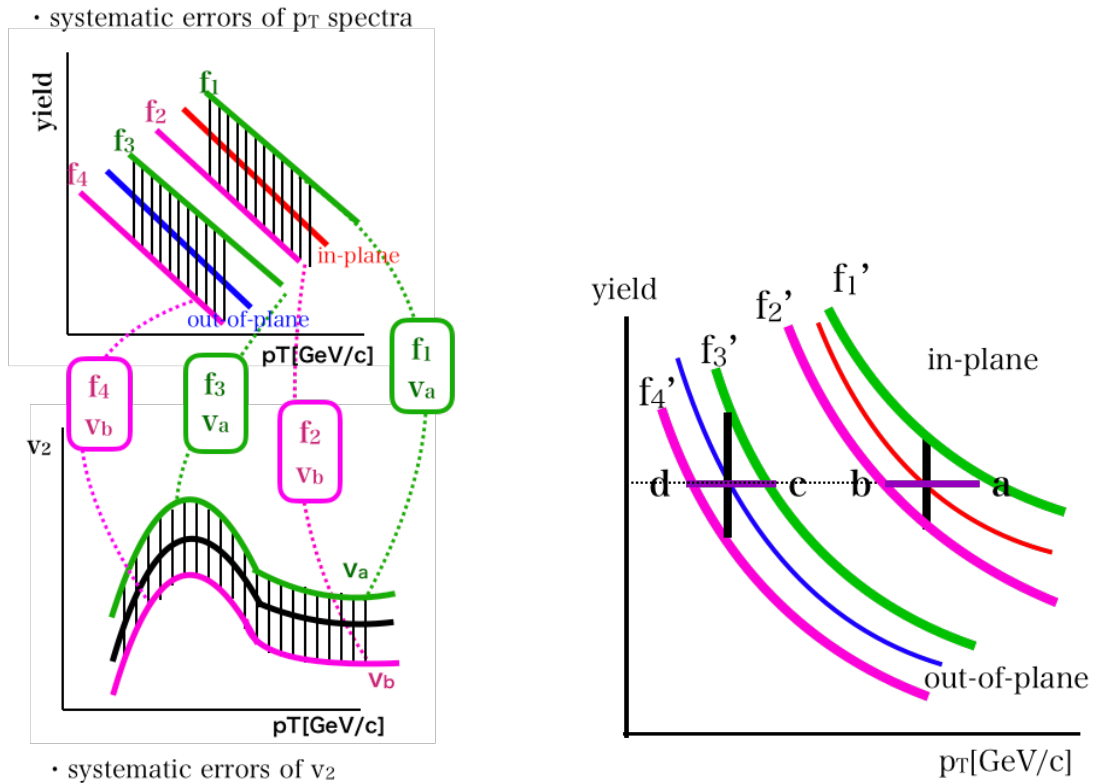 · systematic errors of pT spectra
yield
f1
f2
f3
f4
in-plane
out-of-plane
pT[GeV/c]
f1
va
f3
va
f4
vb
f2
vb
v2
va
vb
pT[GeV/c]
· systematic errors of v2
yield
f1’
f2’
f3’
f4’
in-plane
d
c
b
a
out-of-plane
pT[GeV/c]